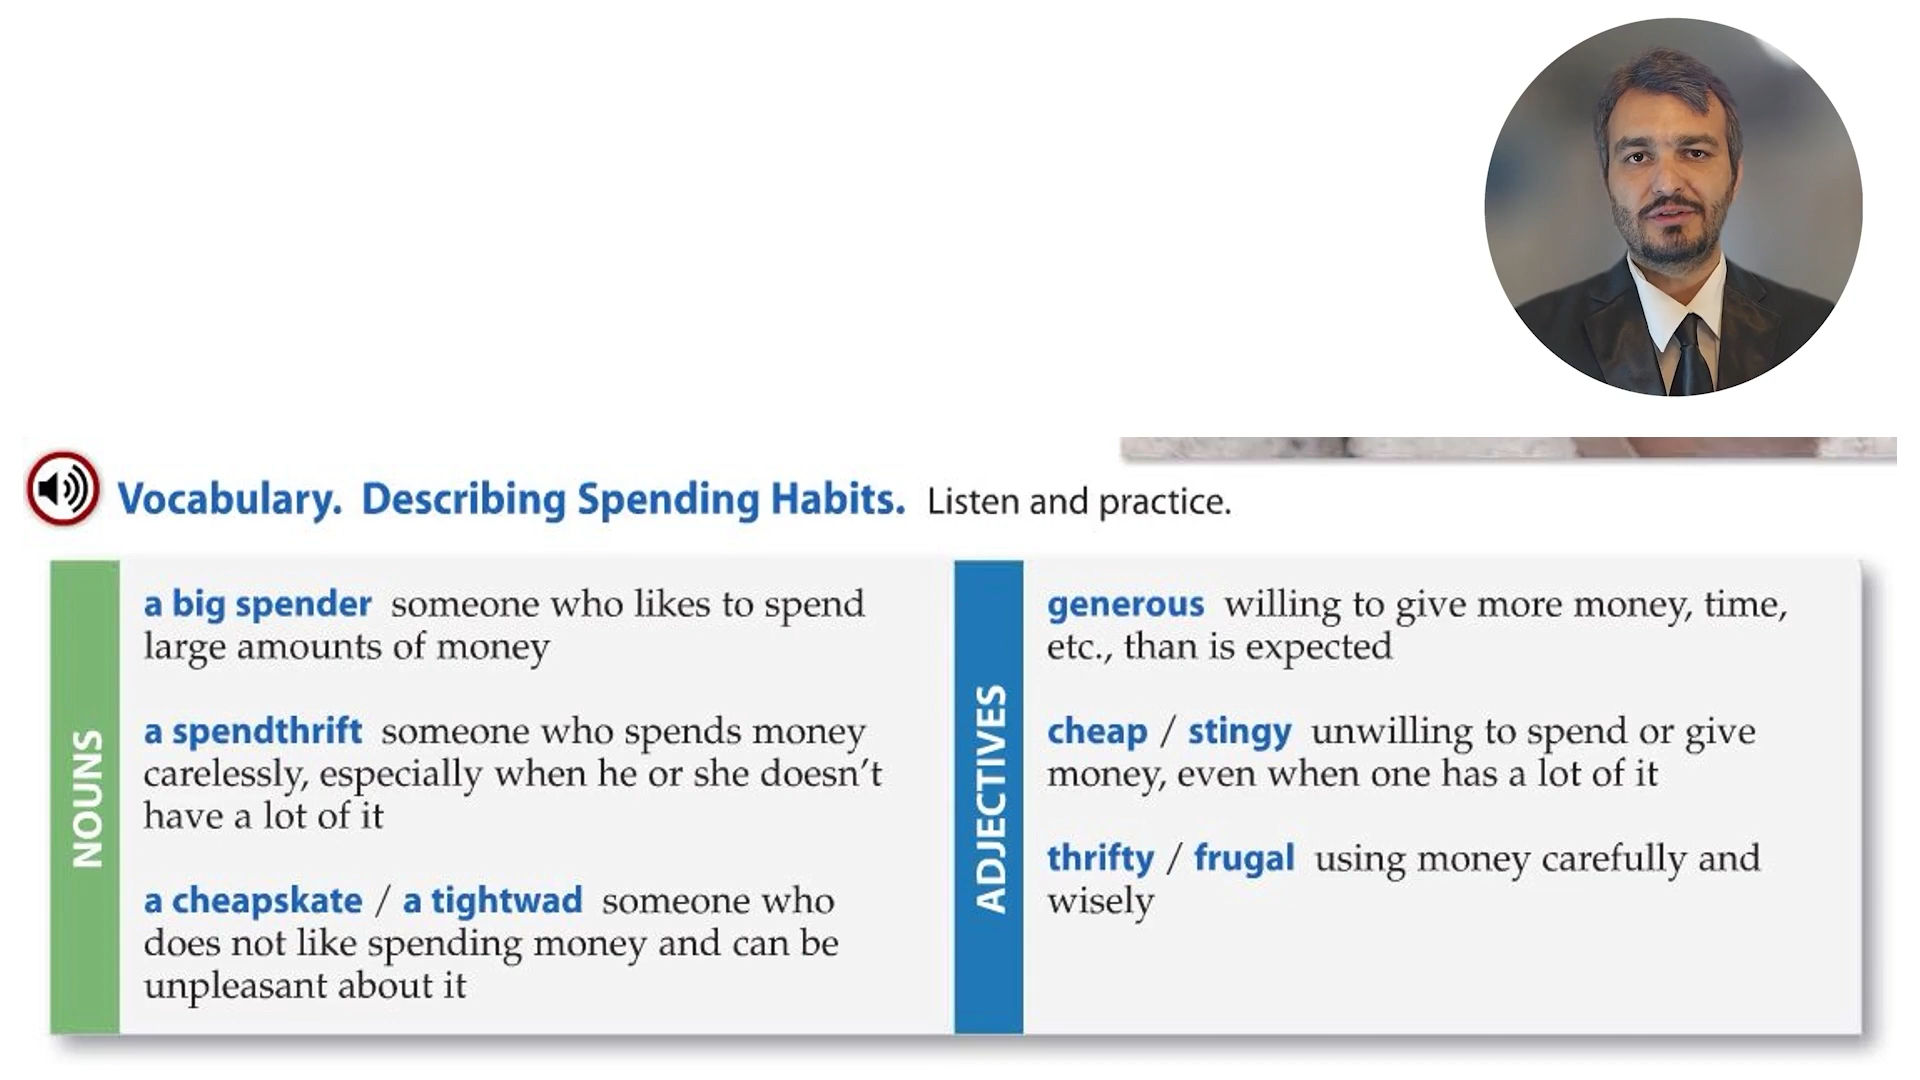 Vocabulary. Describing Spending Habits. Listen and practice.
NOUNS
a big spender someone who likes to spend
large amounts of money
a spendthrift someone who spends money
carelessly, especially when he or she doesn't
have a lot of it
a cheapskate / a tightwad someone who
does not like spending money and can be
unpleasant about it
ADJECTIVES
generous willing to give more money, time,
etc., than is expected
cheap / stingy unwilling to spend or give
money, even when one has a lot of it
thrifty / frugal using money carefully and
wisely